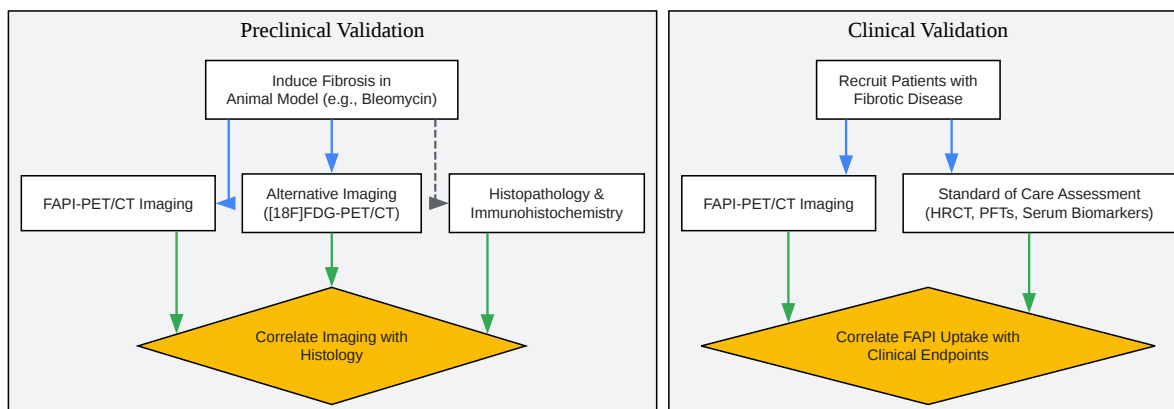 Preclinical Validation
Induce Fibrosis in
Animal Model (e.g., Bleomycin)
FAPI-PET/CT Imaging
Alternative Imaging
([18F]FDG-PET/CT)
Histopathology &
Immunohistochemistry
Correlate Imaging with
Histology
Clinical Validation
Recruit Patients with
Fibrotic Disease
FAPI-PET/CT Imaging
Standard of Care Assessment
(HRCT, PFTs, Serum Biomarkers)
Correlate FAPI Uptake with
Clinical Endpoints